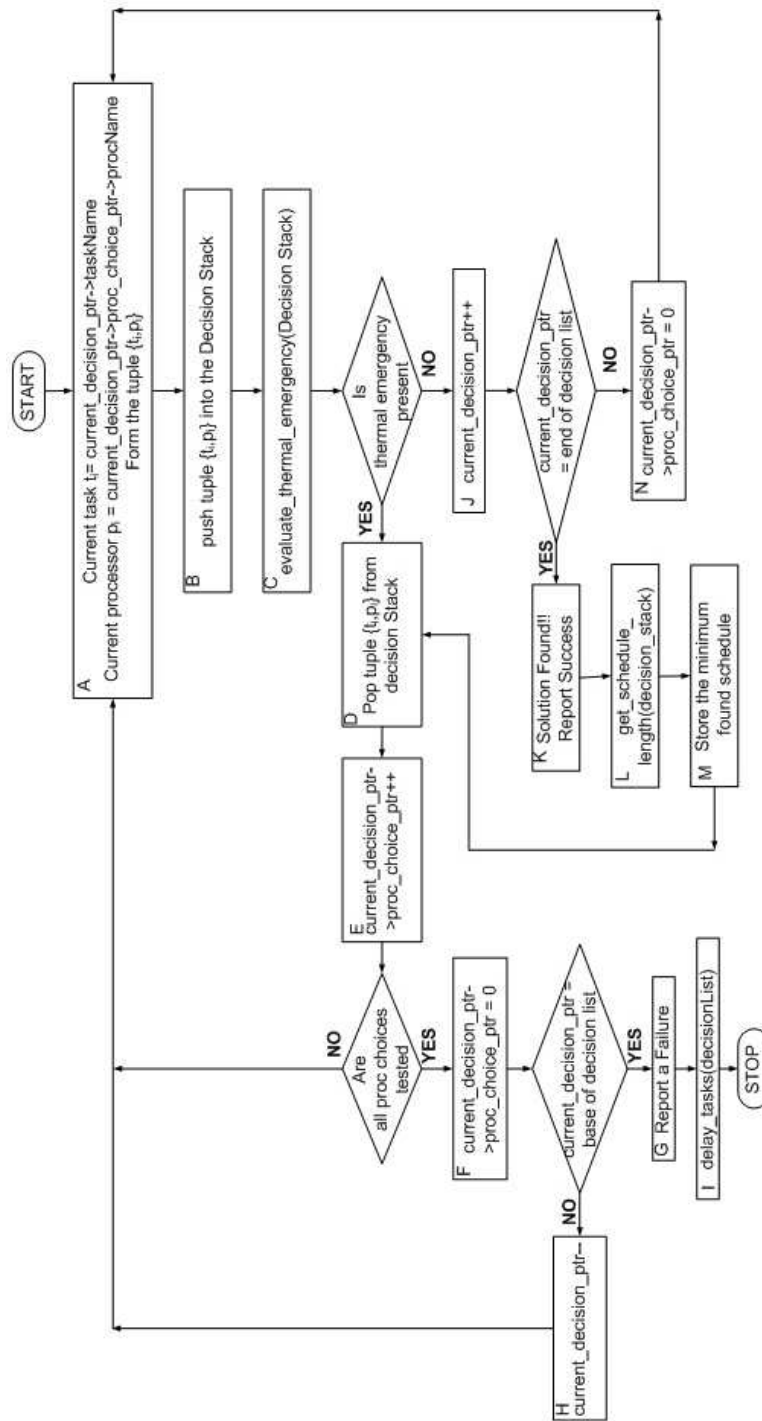 START
A
Current task tᵢ= current_decision_ptr->taskName
Current processor pᵢ = current_decision_ptr->proc_choice_ptr->procName
Form the tuple {tᵢ,pᵢ}
B
push tuple {tᵢ,pᵢ} into the Decision Stack
C
evaluate_thermal_emergency(Decision Stack)
Is
thermal emergency
present
YES
NO
D
Pop tuple {tᵢ,pᵢ} from
decision Stack
E
current_decision_ptr-
>proc_choice_ptr++
Are
all proc choices
tested
NO
YES
F current_decision_ptr-
>proc_choice_ptr = 0
current_decision_ptr =
base of decision list
NO
YES
H
current_decision_ptr--
G Report a Failure
I delay_tasks(decisionList)
STOP
J current_decision_ptr++
current_decision_ptr
= end of decision list
YES
NO
K Solution Found!!
Report Success
L get_schedule_
length(decision_stack)
M Store the minimum
found schedule
N current_decision_ptr-
>proc_choice_ptr = 0